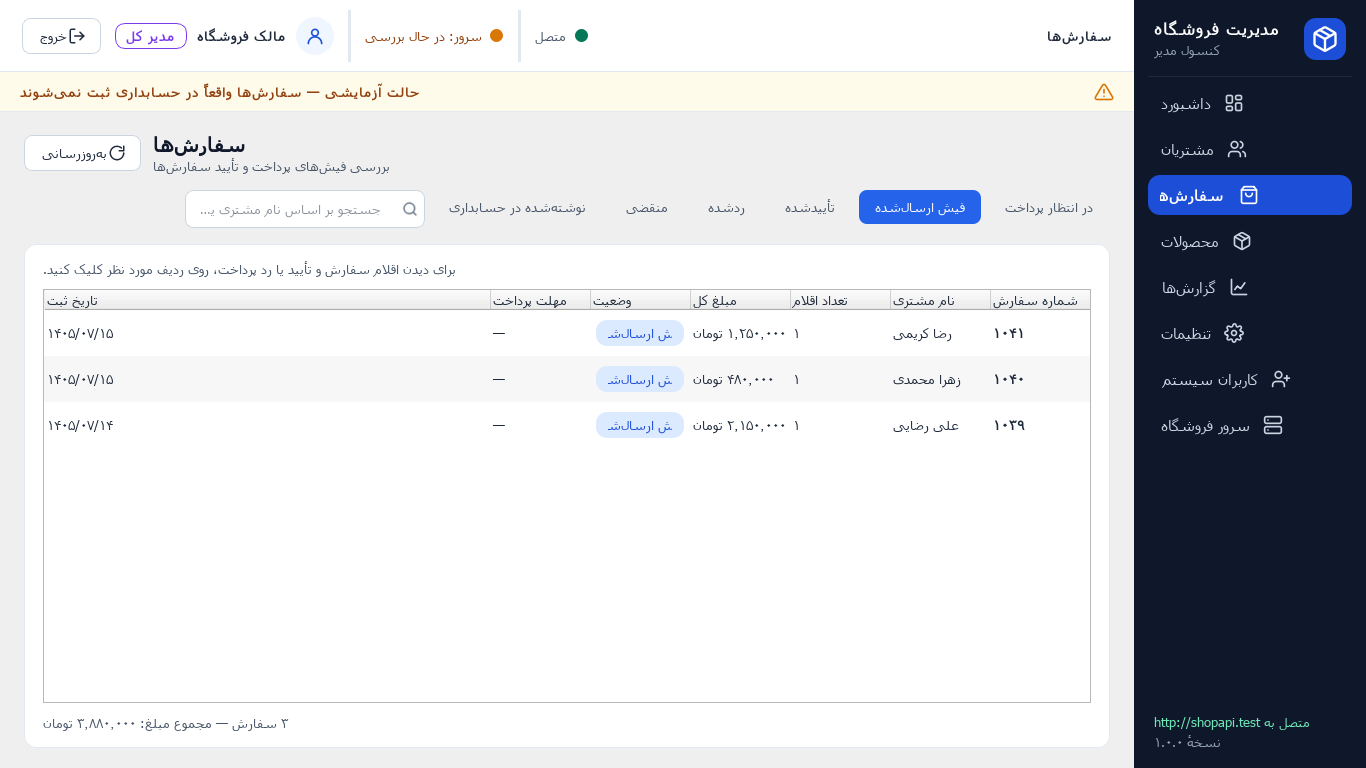 مدیریت فروشگاه
کنسول مدیر
داشبورد
مشتریان
سفارش‌ه
محصولات
گزارش‌ها
تنظیمات
کاربران سیستم
سرور فروشگاه
متصل به http://shopapi.test
نسخهٔ ۱.۰.۰
سفارش‌ها
متصل
سرور: در حال بررسی
مالک فروشگاه
مدیر کل
خروج
حالت آزمایشی — سفارش‌ها واقعاً در حسابداری ثبت نمی‌شوند
سفارش‌ها
بررسی فیش‌های پرداخت و تأیید سفارش‌ها
به‌روزرسانی
در انتظار پرداخت
فیش ارسال‌شده
تأییدشده
ردشده
منقضی
نوشته‌شده در حسابداری
جستجو بر اساس نام مشتری ی...
برای دیدن اقلام سفارش و تأیید یا رد پرداخت، روی ردیف مورد نظر کلیک کنید.
شماره سفارش نام مشتری تعداد اقلام مبلغ کل وضعیت مهلت پرداخت تاریخ ثبت
۱۰۴۱ رضا کریمی ۱ ۱,۲۵۰,۰۰۰ تومان ش ارسال‌شد — ۱۴۰۵/۰۷/۱۵
۱۰۴۰ زهرا محمدی ۱ ۴۸۰,۰۰۰ تومان ش ارسال‌شد — ۱۴۰۵/۰۷/۱۵
۱۰۳۹ علی رضایی ۱ ۲,۱۵۰,۰۰۰ تومان ش ارسال‌شد — ۱۴۰۵/۰۷/۱۴
۳ سفارش — مجموع مبلغ: ۳,۸۸۰,۰۰۰ تومان